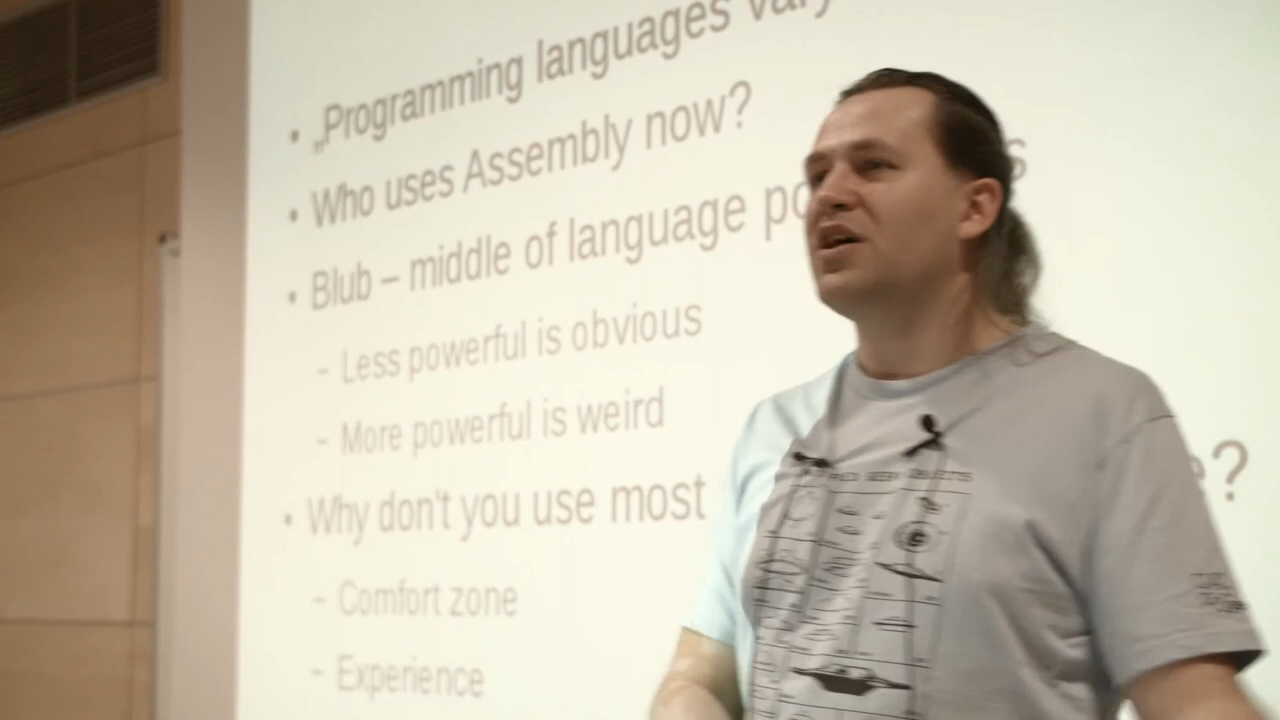 • „Programming languages vary
• Who uses Assembly now?
• Blub – middle of language po s
– Less powerful is obvious
– More powerful is weird
• Why don't you use most e?
– Comfort zone
– Experience